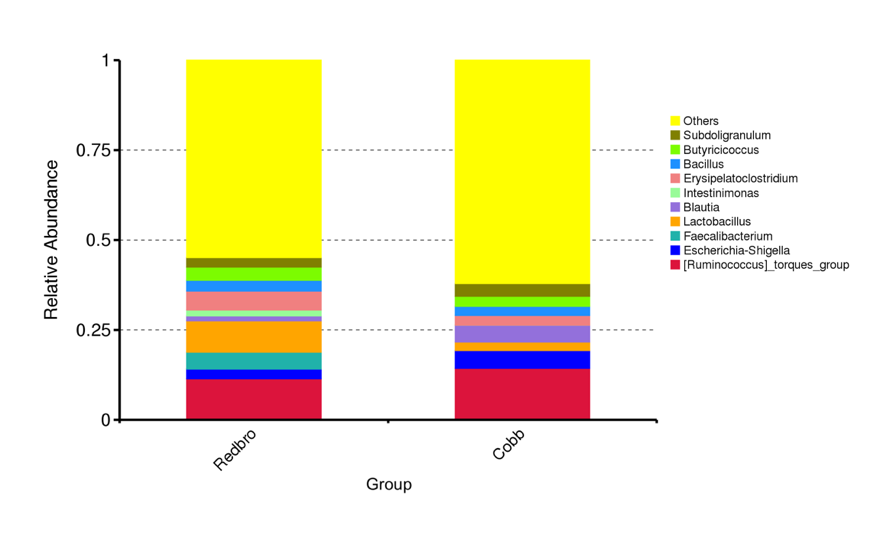 1
0.75
0.5
0.25
0
Relative Abundance
Redbro
Cobb
Group
Others
Subdoligranulum
Butyricicoccus
Bacillus
Erysipelatoclostridium
Intestinimonas
Blautia
Lactobacillus
Faecalibacterium
Escherichia-Shigella
[Ruminococcus]_torques_group